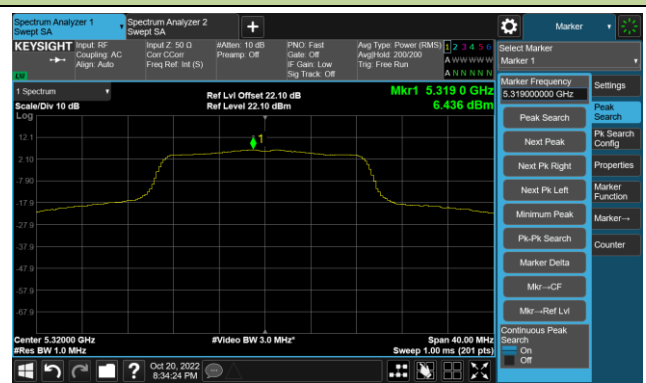 Spectrum Analyzer 1
Swept SA
Spectrum Analyzer 2
Swept SA
+
Marker
KEYSIGHT
Input: RF
Coupling: AC
Align: Auto
Input Z: 50 Ω
Corr CCorr
Freq Ref: Int (S)
#Atten: 10 dB
Preamp: Off
PNO: Fast
Gate: Off
IF Gain: Low
Sig Track: Off
Avg Type: Power (RMS)
Avg|Hold: 200/200
Trig: Free Run
1 2 3 4 5 6
A W W W W W
A N N N N N
LV
Select Marker
Marker 1
1 Spectrum
Scale/Div 10 dB
Log
Ref Lvl Offset 22.10 dB
Ref Level 22.10 dBm
Mkr1 5.319 0 GHz
6.436 dBm
1
12.1
2.10
-7.90
-17.9
-27.9
-37.9
-47.9
-57.9
-67.9
Center 5.32000 GHz
#Res BW 1.0 MHz
#Video BW 3.0 MHz*
Span 40.00 MHz
Sweep 1.00 ms (201 pts)
Marker Frequency
5.319000000 GHz
Peak Search
Next Peak
Next Pk Right
Next Pk Left
Minimum Peak
Pk-Pk Search
Marker Delta
Mkr→CF
Mkr→Ref Lvl
Continuous Peak
Search
On
Off
Settings
Peak
Search
Pk Search
Config
Properties
Marker
Function
Marker→
Counter
?
Oct 20, 2022
8:34:24 PM